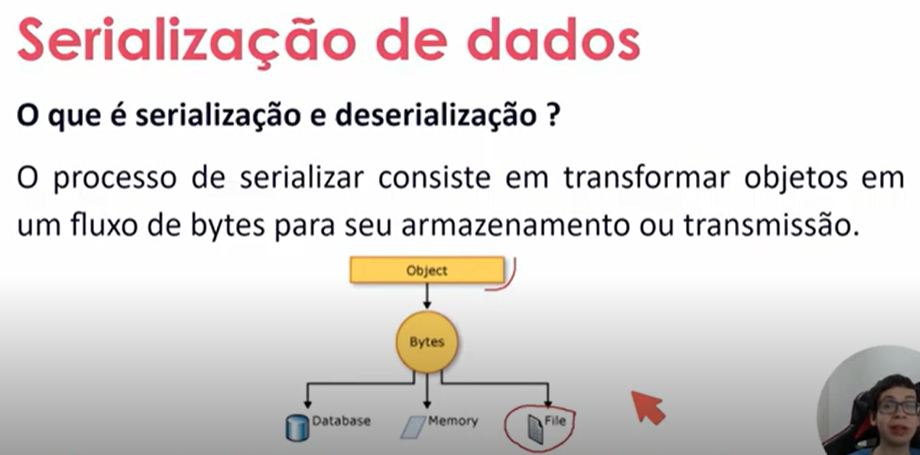 Serialização de dados
O que é serialização e deserialização ?
O processo de serializar consiste em transformar objetos em
um fluxo de bytes para seu armazenamento ou transmissão.
Object
Bytes
Database
Memory
File